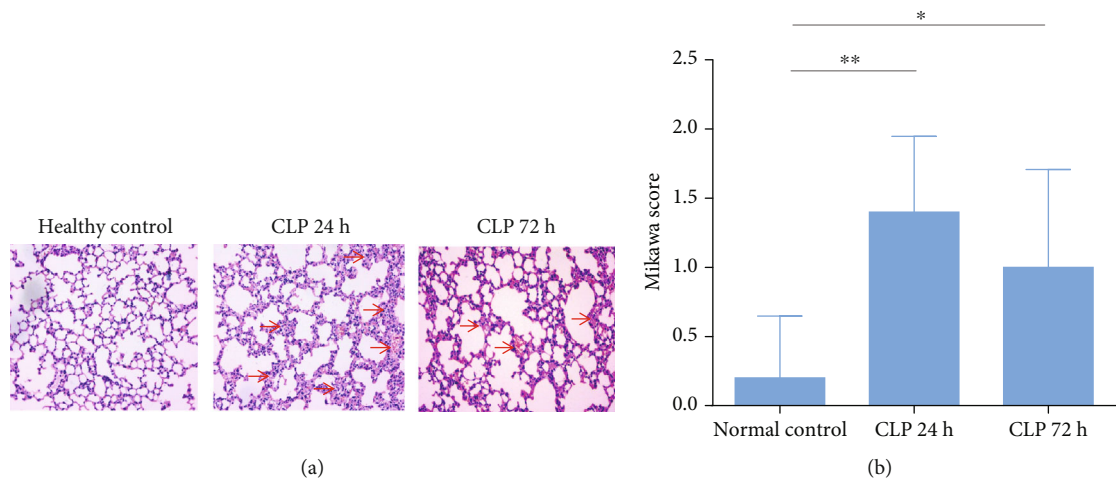 Healthy control
CLP 24 h
CLP 72 h
(a)
*
**
2.5
2.0
1.5
1.0
0.5
0.0
Mikawa score
Normal control
CLP 24 h
CLP 72 h
(b)